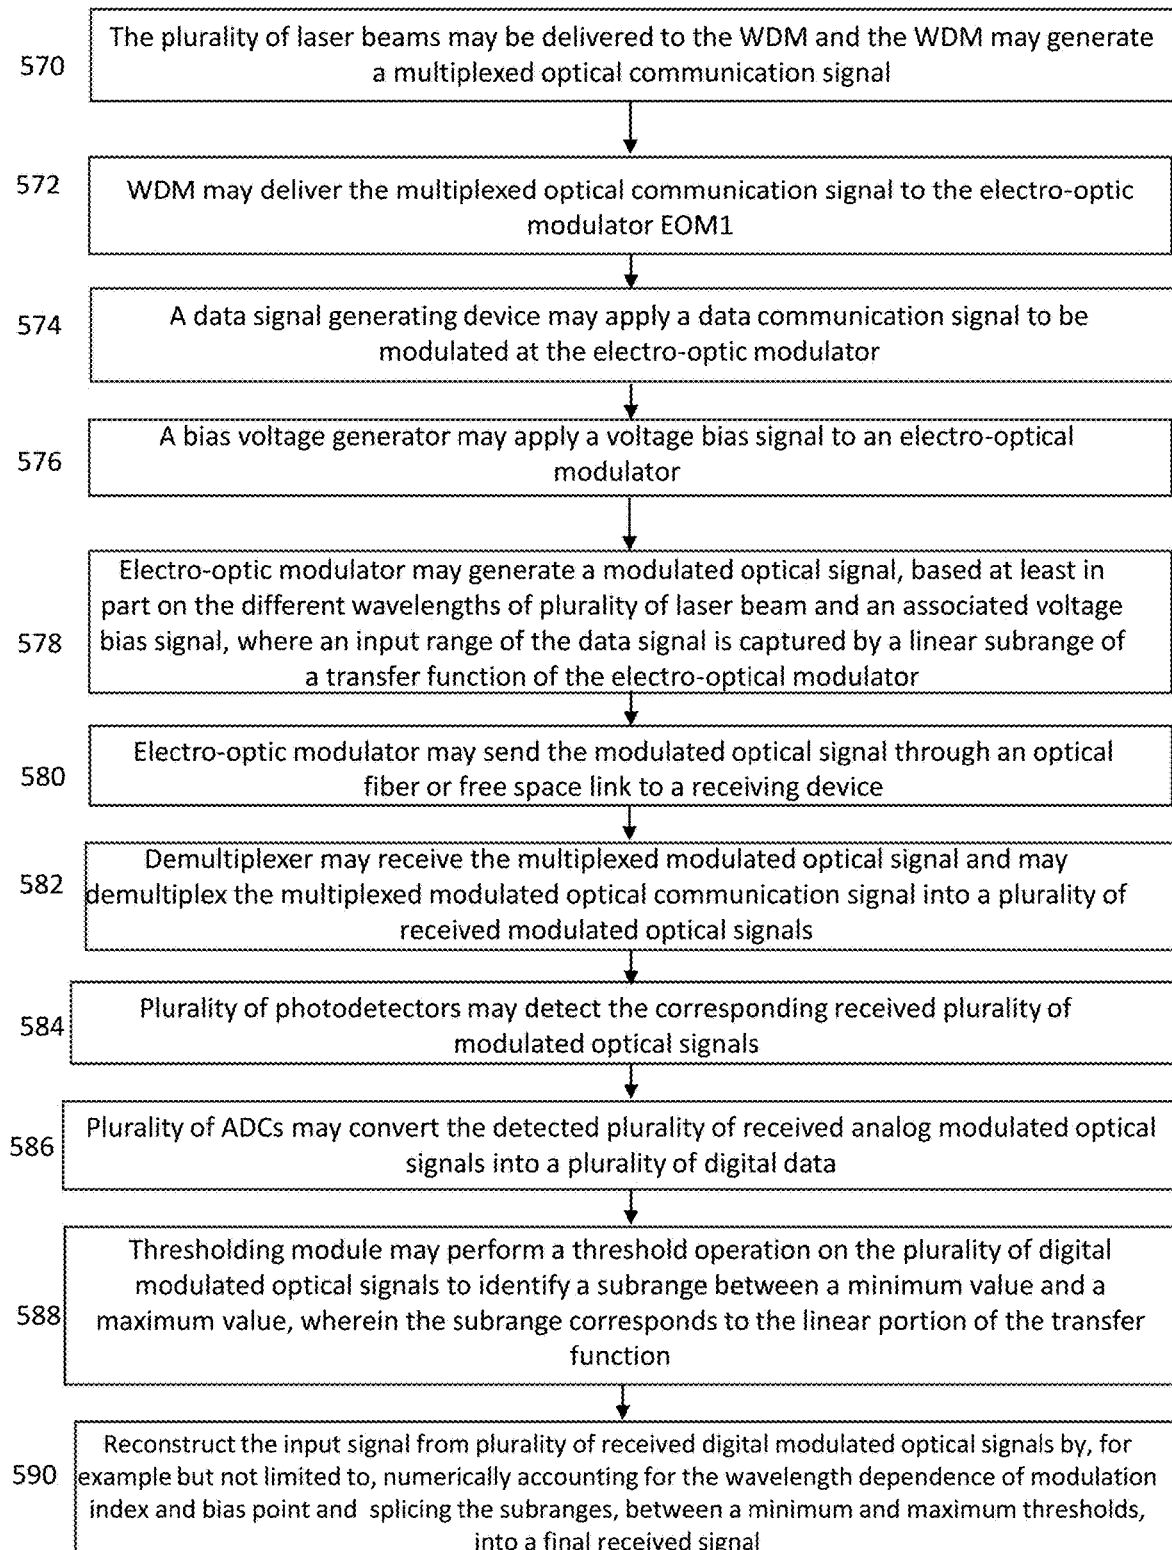 570
The plurality of laser beams may be delivered to the WDM and the WDM may generate
a multiplexed optical communication signal
572
WDM may deliver the multiplexed optical communication signal to the electro-optic
modulator EOM1
574
A data signal generating device may apply a data communication signal to be
modulated at the electro-optic modulator
576
A bias voltage generator may apply a voltage bias signal to an electro-optical
modulator
578
Electro-optic modulator may generate a modulated optical signal, based at least in
part on the different wavelengths of plurality of laser beam and an associated voltage
bias signal, where an input range of the data signal is captured by a linear subrange of
a transfer function of the electro-optical modulator
580
Electro-optic modulator may send the modulated optical signal through an optical
fiber or free space link to a receiving device
582
Demultiplexer may receive the multiplexed modulated optical signal and may
demultiplex the multiplexed modulated optical communication signal into a plurality of
received modulated optical signals
584
Plurality of photodetectors may detect the corresponding received plurality of
modulated optical signals
586
Plurality of ADCs may convert the detected plurality of received analog modulated optical
signals into a plurality of digital data
588
Thresholding module may perform a threshold operation on the plurality of digital
modulated optical signals to identify a subrange between a minimum value and a
maximum value, wherein the subrange corresponds to the linear portion of the transfer
function
590
Reconstruct the input signal from plurality of received digital modulated optical signals by, for
example but not limited to, numerically accounting for the wavelength dependence of modulation
index and bias point and splicing the subranges, between a minimum and maximum thresholds,
into a final received signal